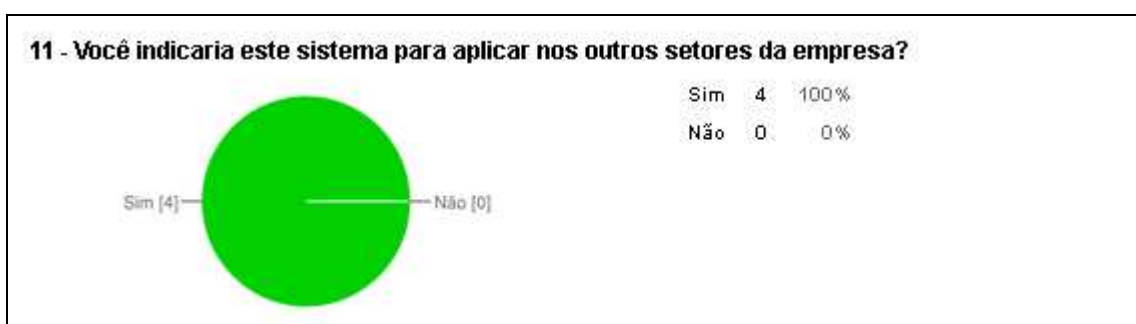 11 - Você indicaria este sistema para aplicar nos outros setores da empresa?
Sim 4 100%
Não 0 0%
Sim [4] Não [0]